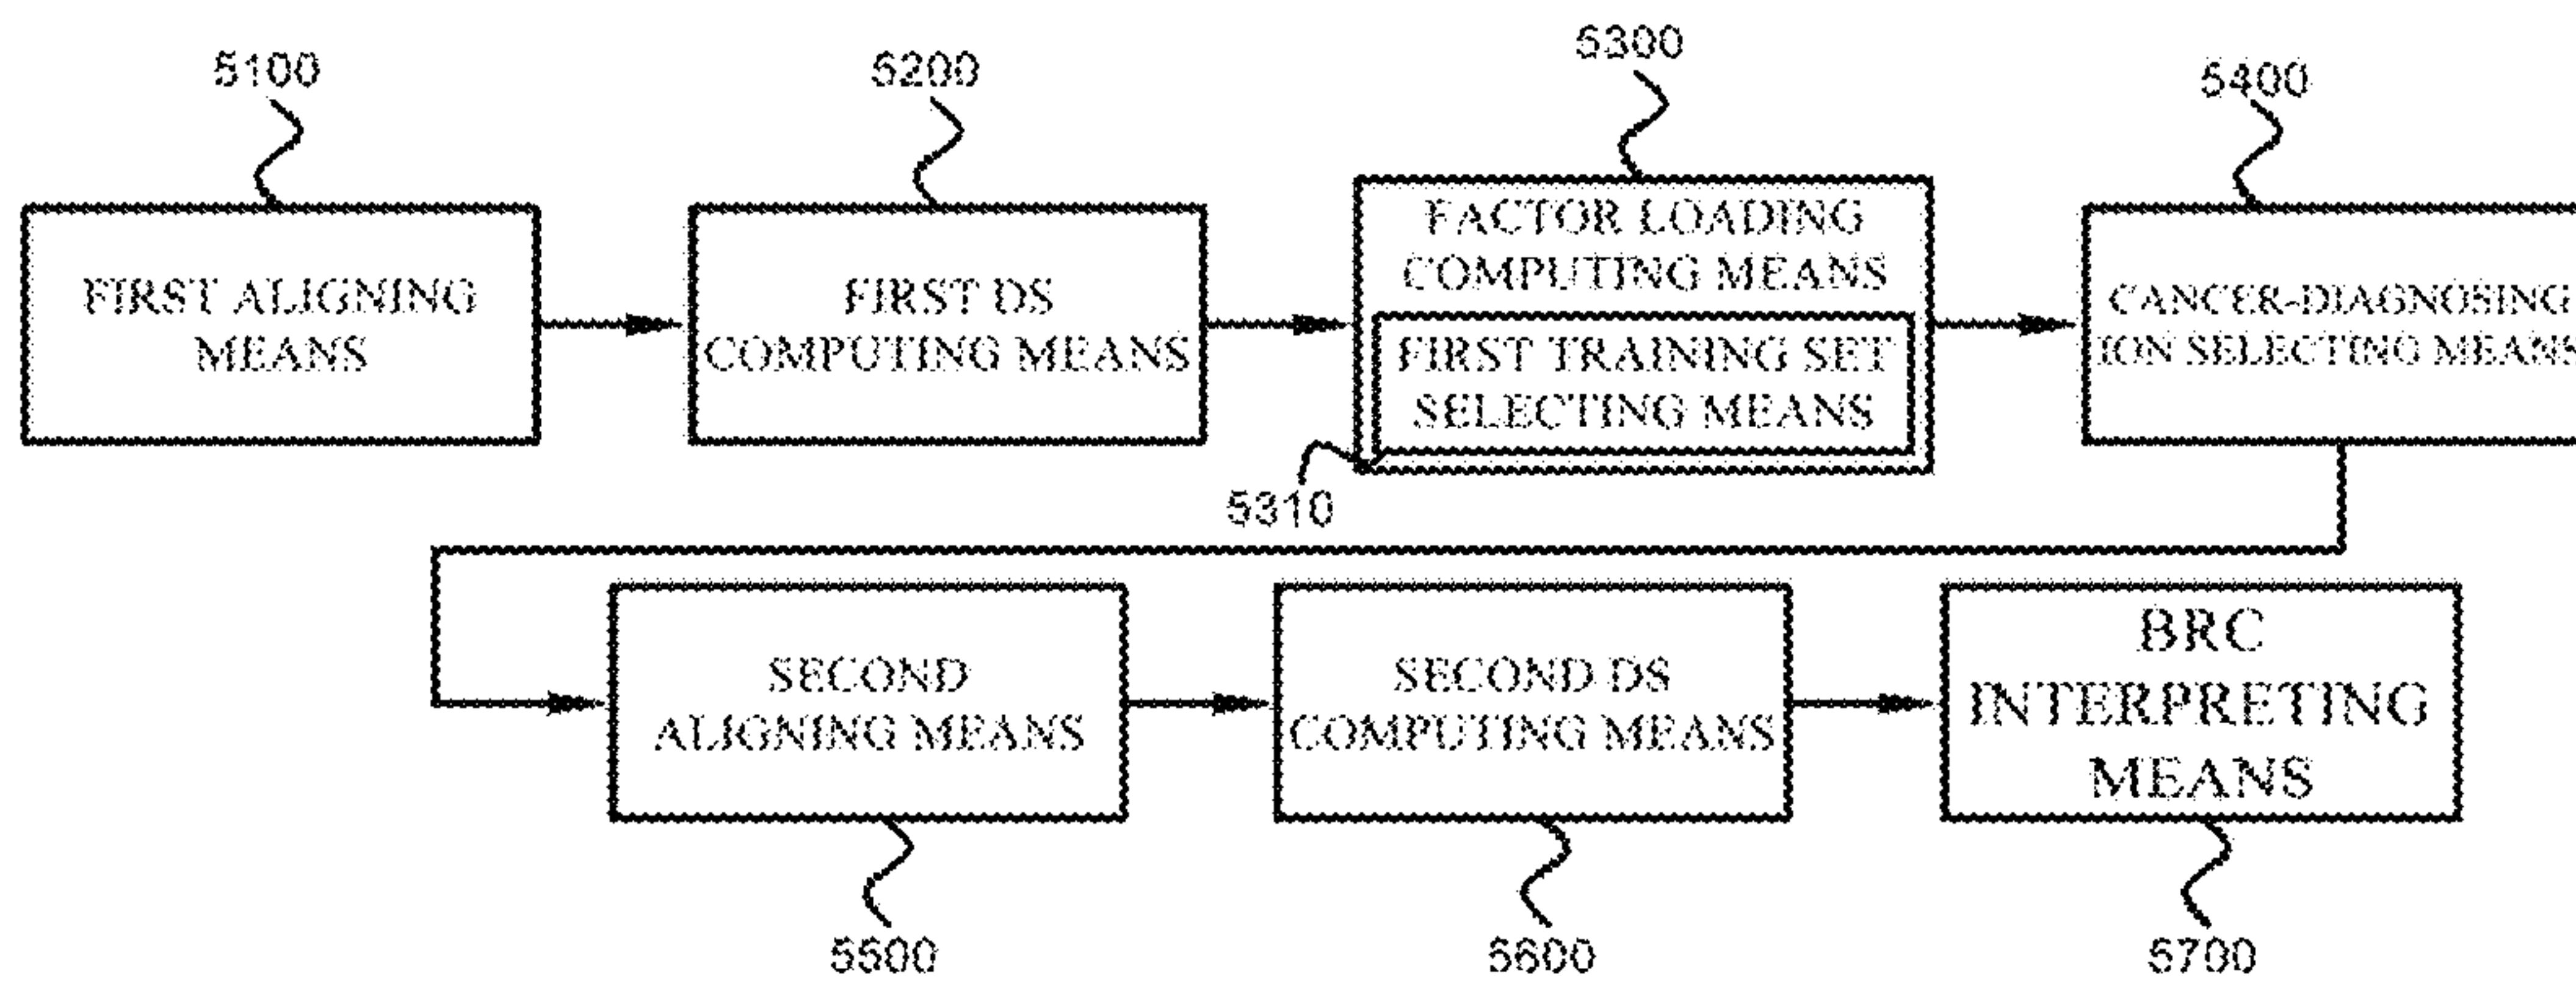 5100
5200
5300
5400
FIRST ALIGNING
MEANS
FIRST DS
COMPUTING MEANS
FACTOR LOADING
COMPUTING MEANS
FIRST TRAINING SET
SELECTING MEANS
CANCER-DIAGNOSING
ION SELECTING MEANS
5310
SECOND
ALIGNING MEANS
SECOND DS
COMPUTING MEANS
BRC
INTERPRETING
MEANS
5500
5600
5700